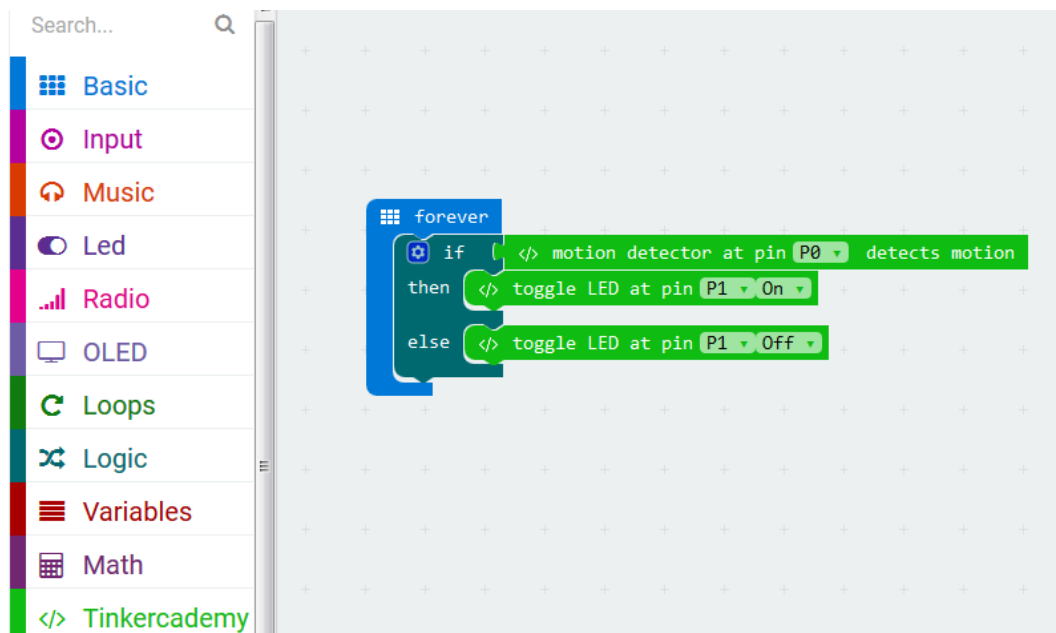 Search...
Basic
Input
Music
Led
Radio
OLED
Loops
Logic
Variables
Math
</> Tinkercademy
forever
if </> motion detector at pin P0 detects motion
then </> toggle LED at pin P1 On
else </> toggle LED at pin P1 Off